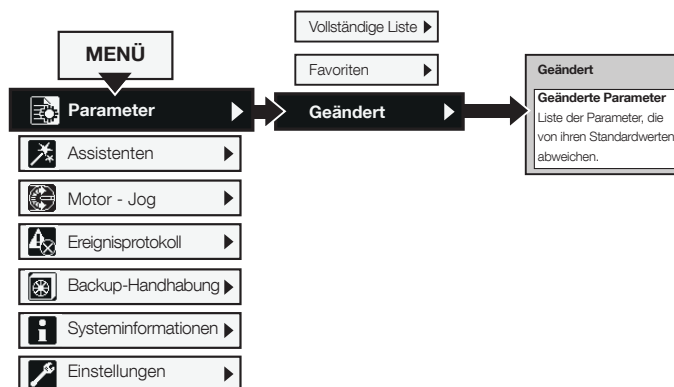 MENÜ
Parameter
Assistenten
Motor - Jog
Ereignisprotokoll
Backup-Handhabung
Systeminformationen
Einstellungen
Vollständige Liste
Favoriten
Geändert
Geändert
Geänderte Parameter
Liste der Parameter, die
von ihren Standardwerten
abweichen.